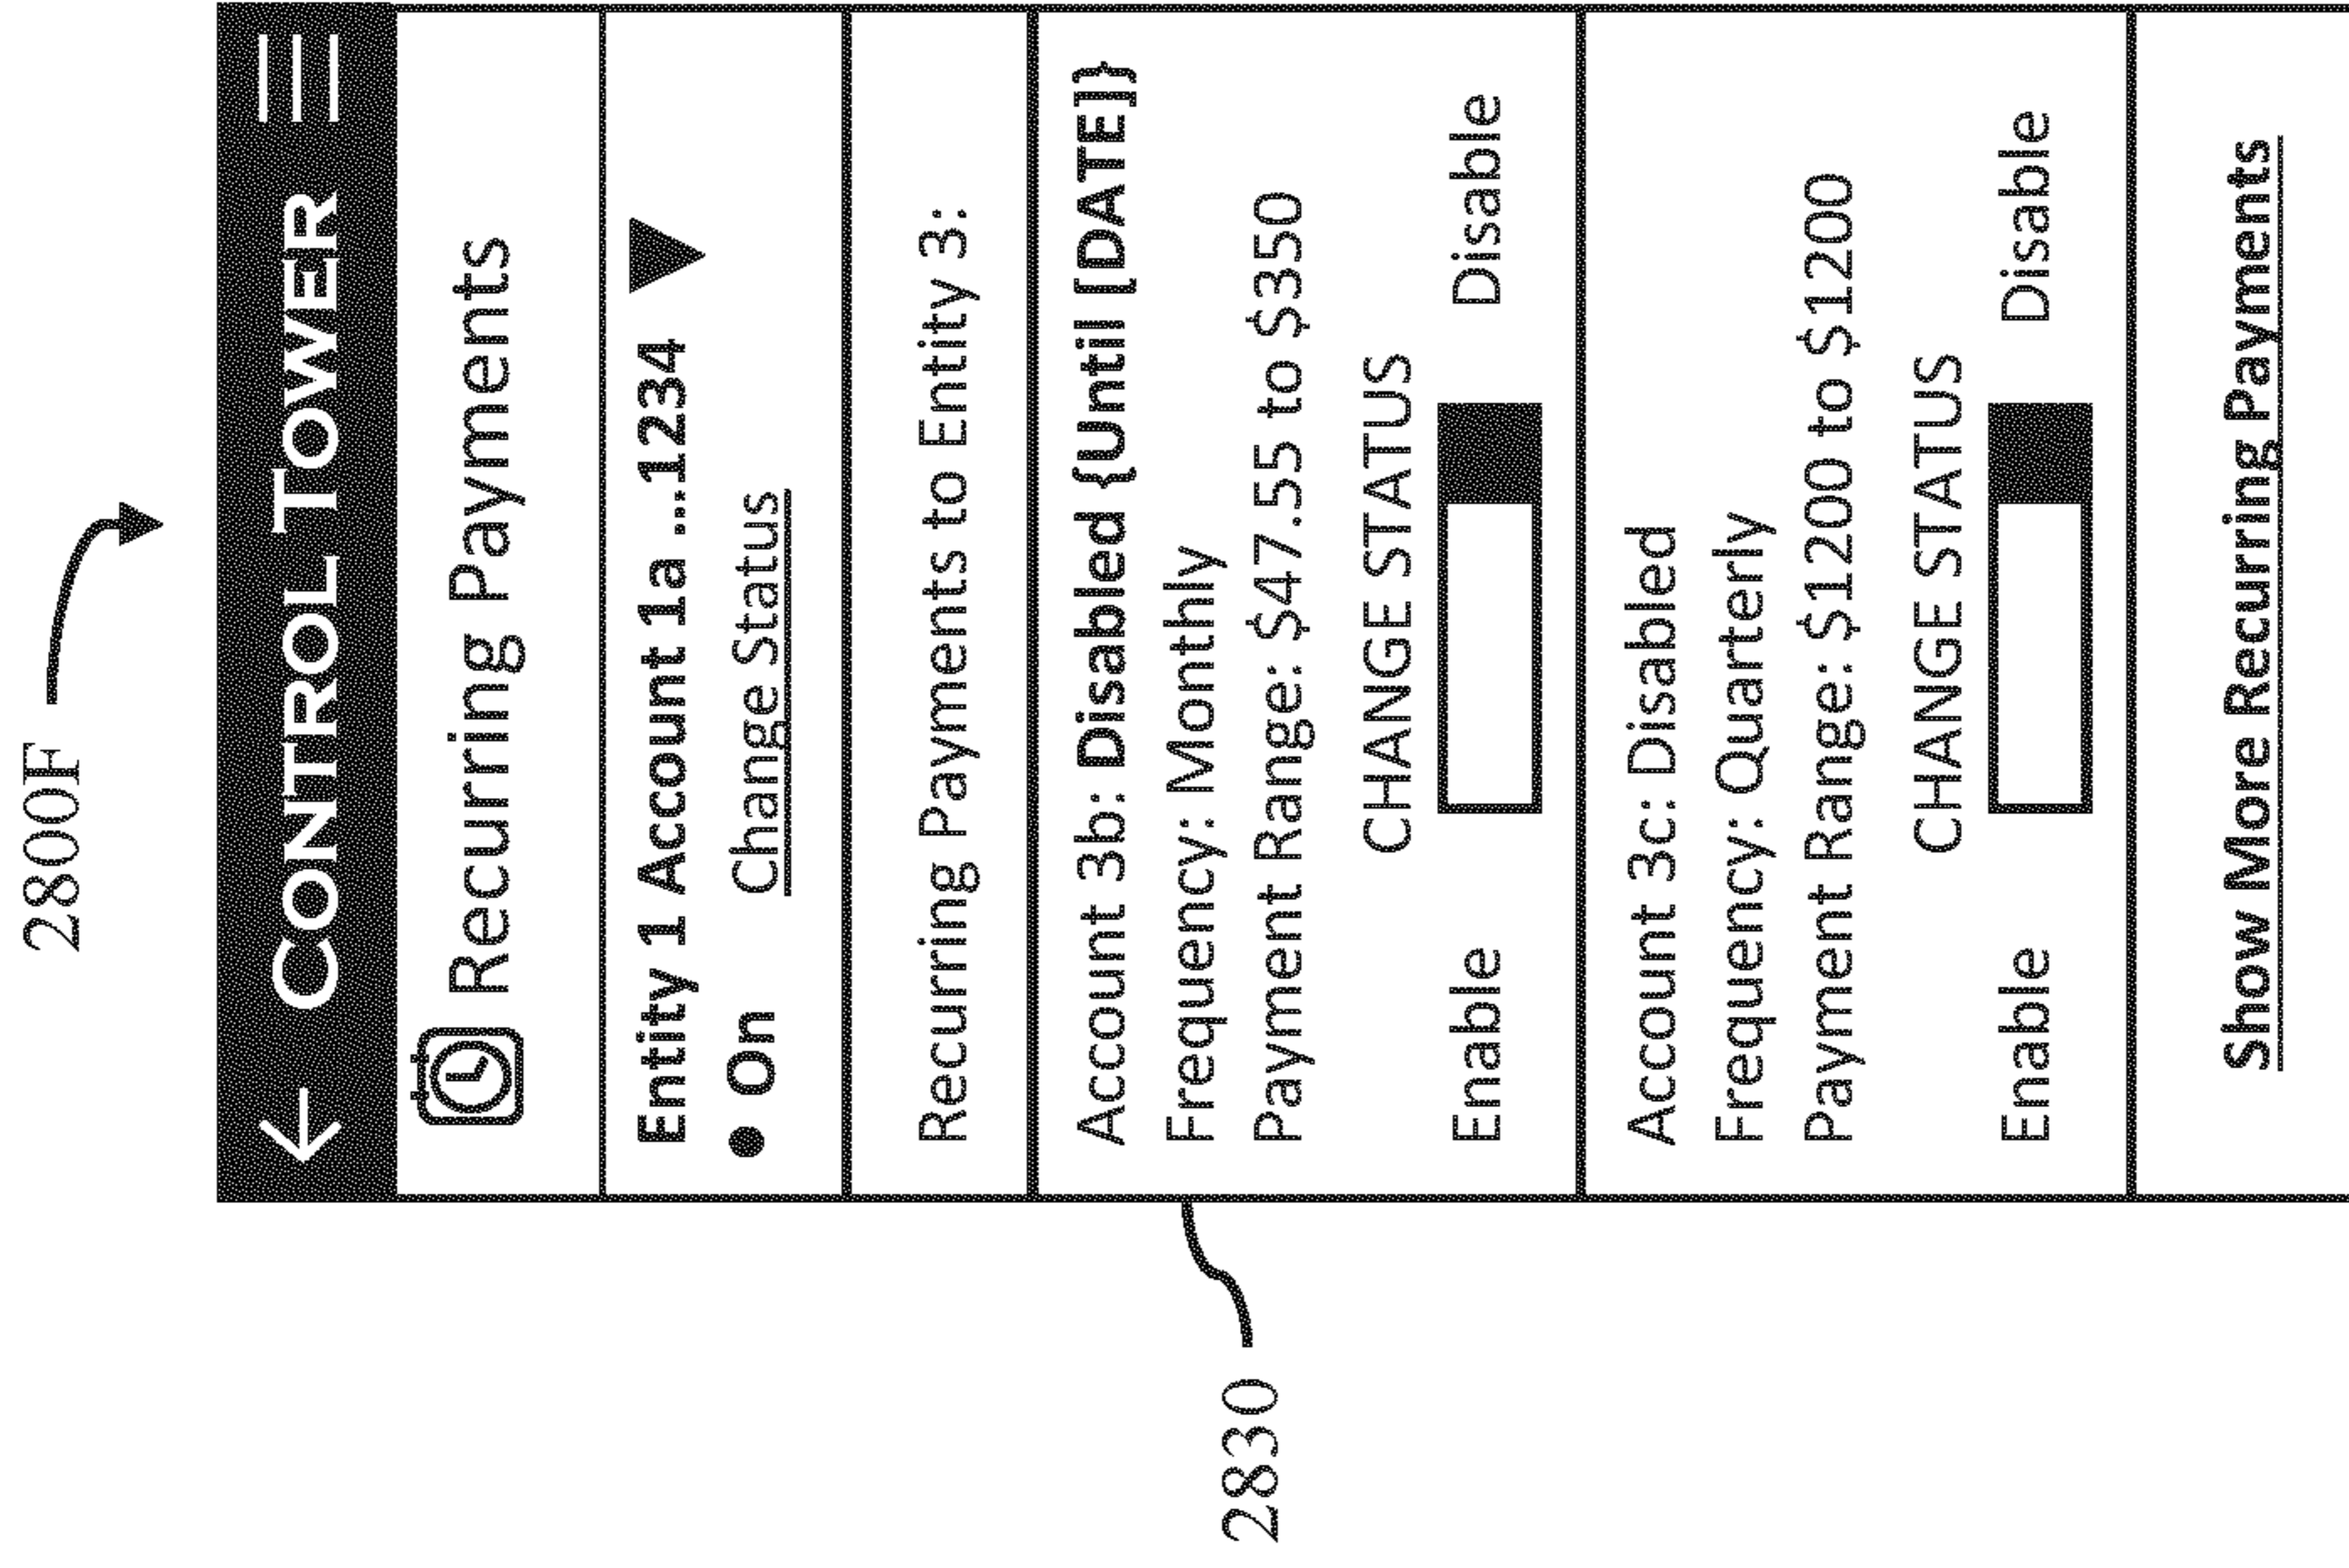 2800F
CONTROL TOWER
Recurring Payments
Entity 1 Account 1a ...1234
• On Change Status
Recurring Payments to Entity 3:
2830
Account 3b: Disabled {Until [DATE]}
Frequency: Monthly
Payment Range: $47.55 to $350
CHANGE STATUS
Enable Disable
Account 3c: Disabled
Frequency: Quarterly
Payment Range: $1200 to $1200
CHANGE STATUS
Enable Disable
Show More Recurring Payments